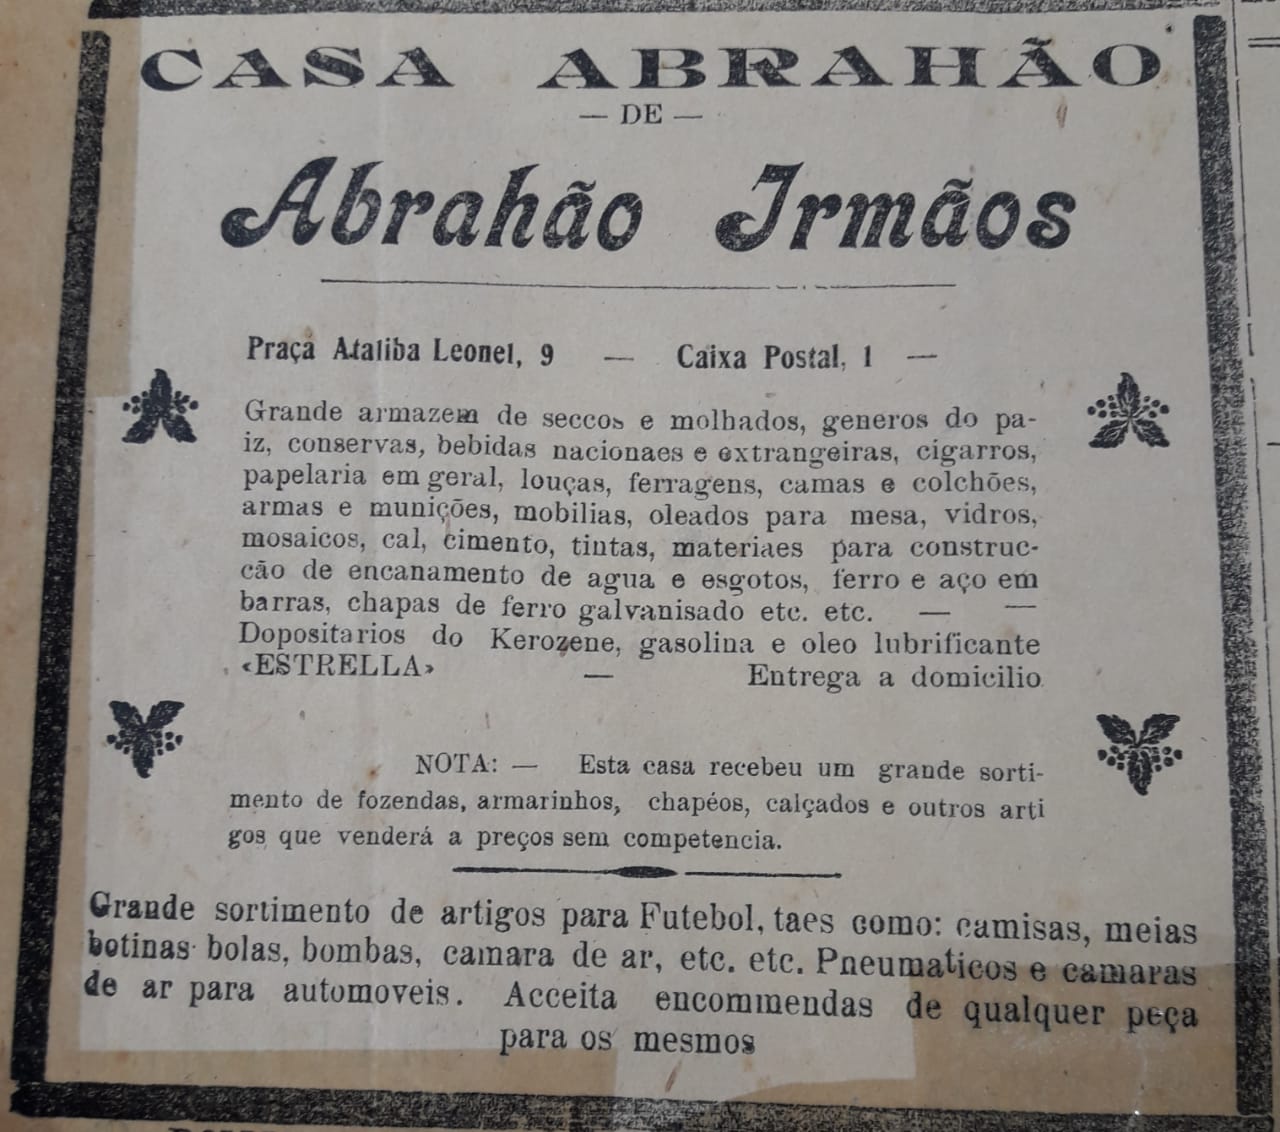 CASA ABRAHÃO
— DE —
Abrahão Irmãos
Praça Ataliba Leonel, 9 — Caixa Postal, 1 —
Grande armazem de seccos e molhados, generos do pa-
iz, conservas, bebidas nacionaes e extrangeiras, cigarros,
papelaria em geral, louças, ferragens, camas e colchões,
armas e munições, mobilias, oleados para mesa, vidros,
mosaicos, cal, cimento, tintas, materiaes para construc-
cão de encanamento de agua e esgotos, ferro e aço em
barras, chapas de ferro galvanisado etc. etc. — —
Dopositarios do Kerozene, gasolina e oleo lubrificante
«ESTRELLA» — Entrega a domicilio
NOTA: — Esta casa recebeu um grande sorti-
mento de fozendas, armarinhos, chapéos, calçados e outros arti
gos que venderá a preços sem competencia.
Grande sortimento de artigos para Futebol, taes como: camisas, meias
botinas bolas, bombas, camara de ar, etc. etc. Pneumaticos e camaras
de ar para automoveis. Acceita encommendas de qualquer peça
para os mesmos